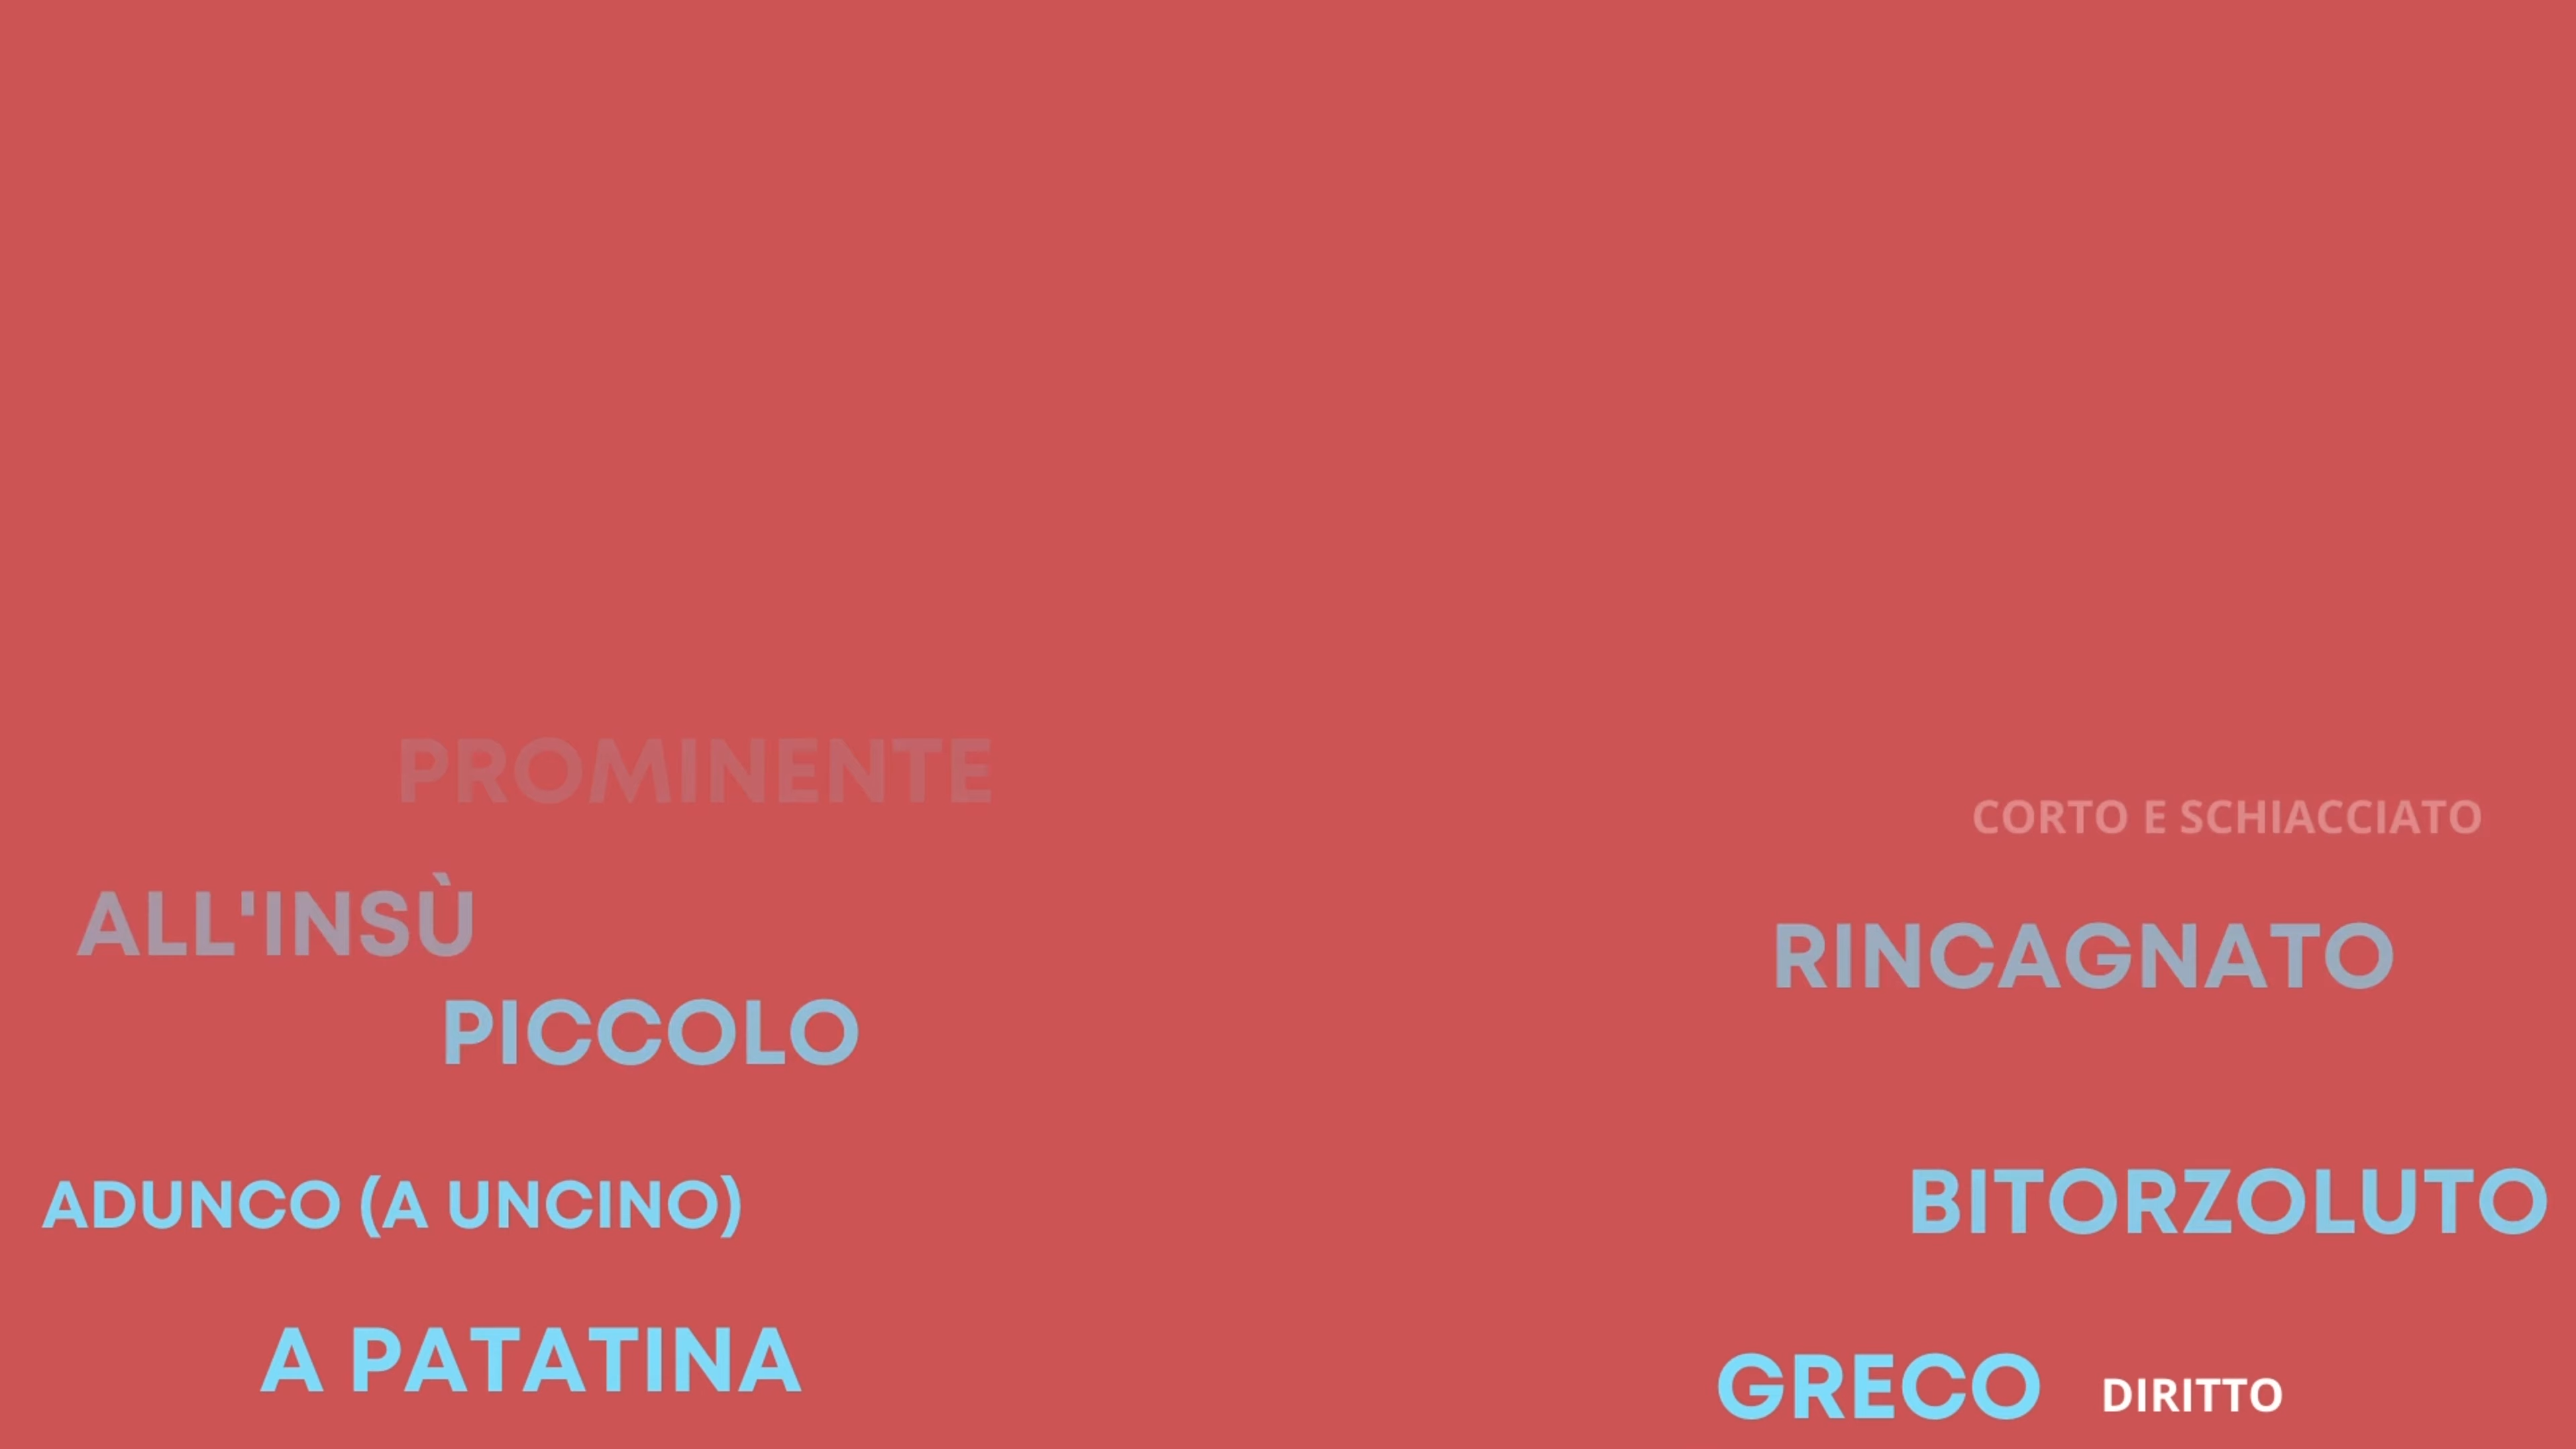 PROMINENTE
CORTO E SCHIACCIATO
ALL'INSÙ
RINCAGNATO
PICCOLO
ADUNCO (A UNCINO)
BITORZOLUTO
A PATATINA
GRECO DIRITTO